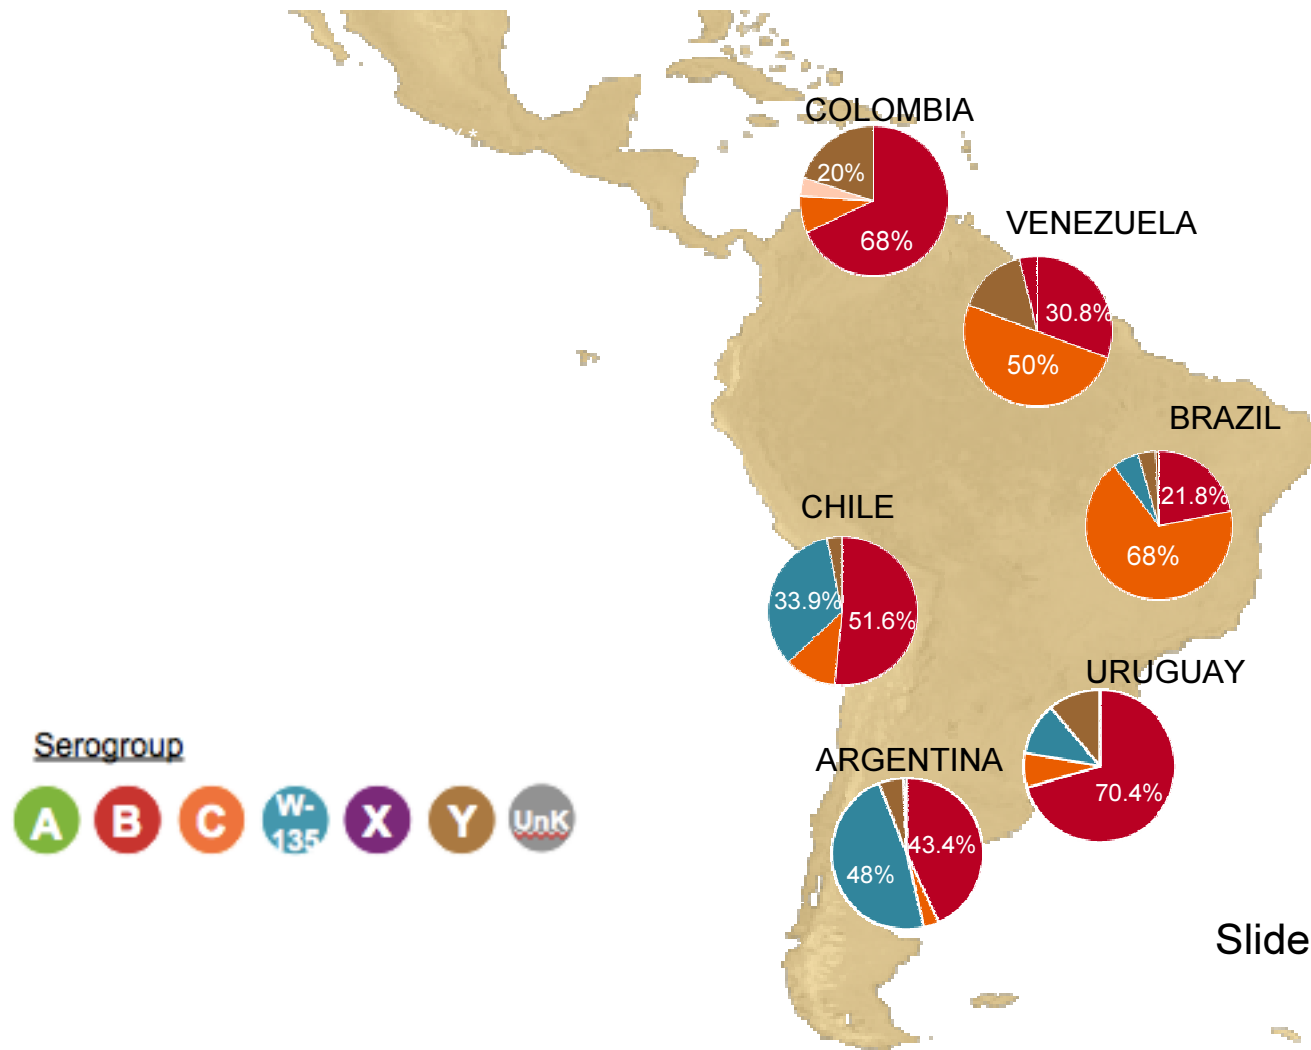 COLOMBIA
20%
68%
VENEZUELA
30.8%
50%
BRAZIL
21.8%
68%
CHILE
33.9%
51.6%
URUGUAY
70.4%
ARGENTINA
43.4%
48%
Serogroup
A B C W-135 X Y UnK
Slide